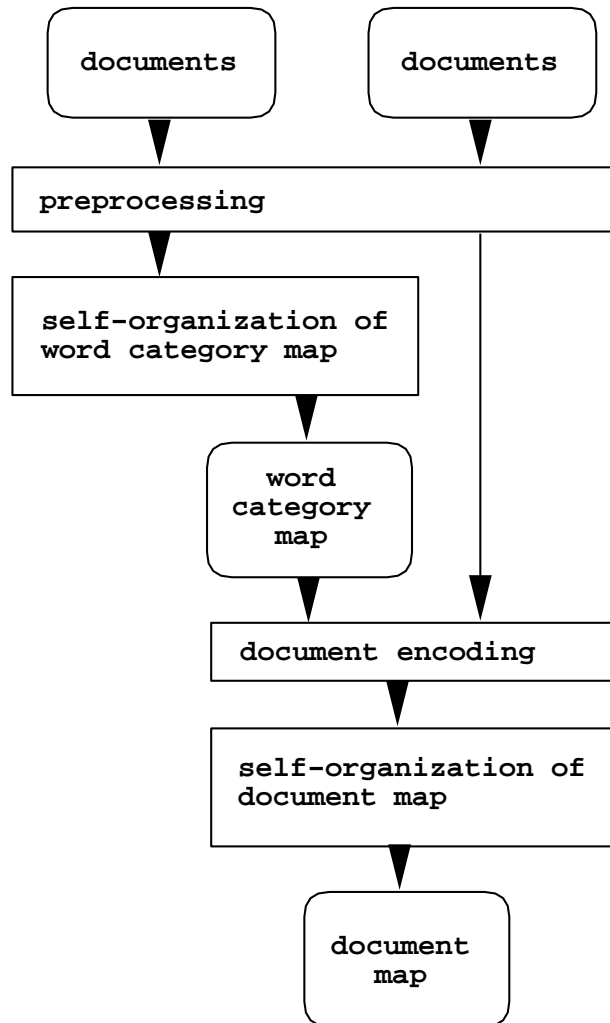 documents
documents
preprocessing
self-organization of
word category map
word
category
map
document encoding
self-organization of
document map
document
map